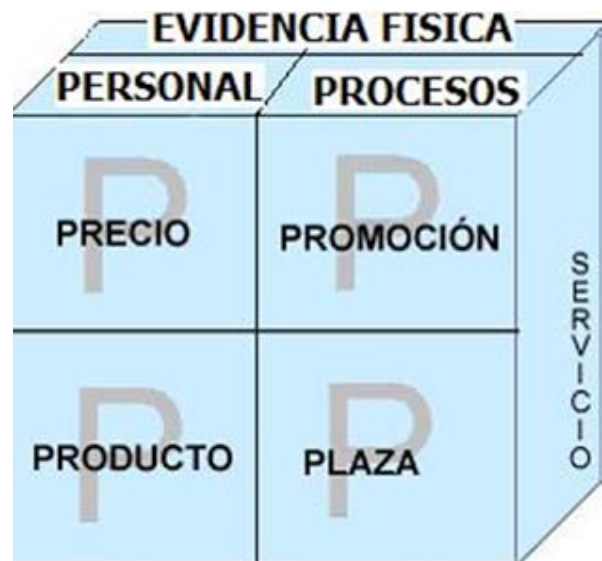 EVIDENCIA FISICA
PERSONAL PROCESOS
P P
PRECIO PROMOCIÓN
SERVICIO
P P
PRODUCTO PLAZA